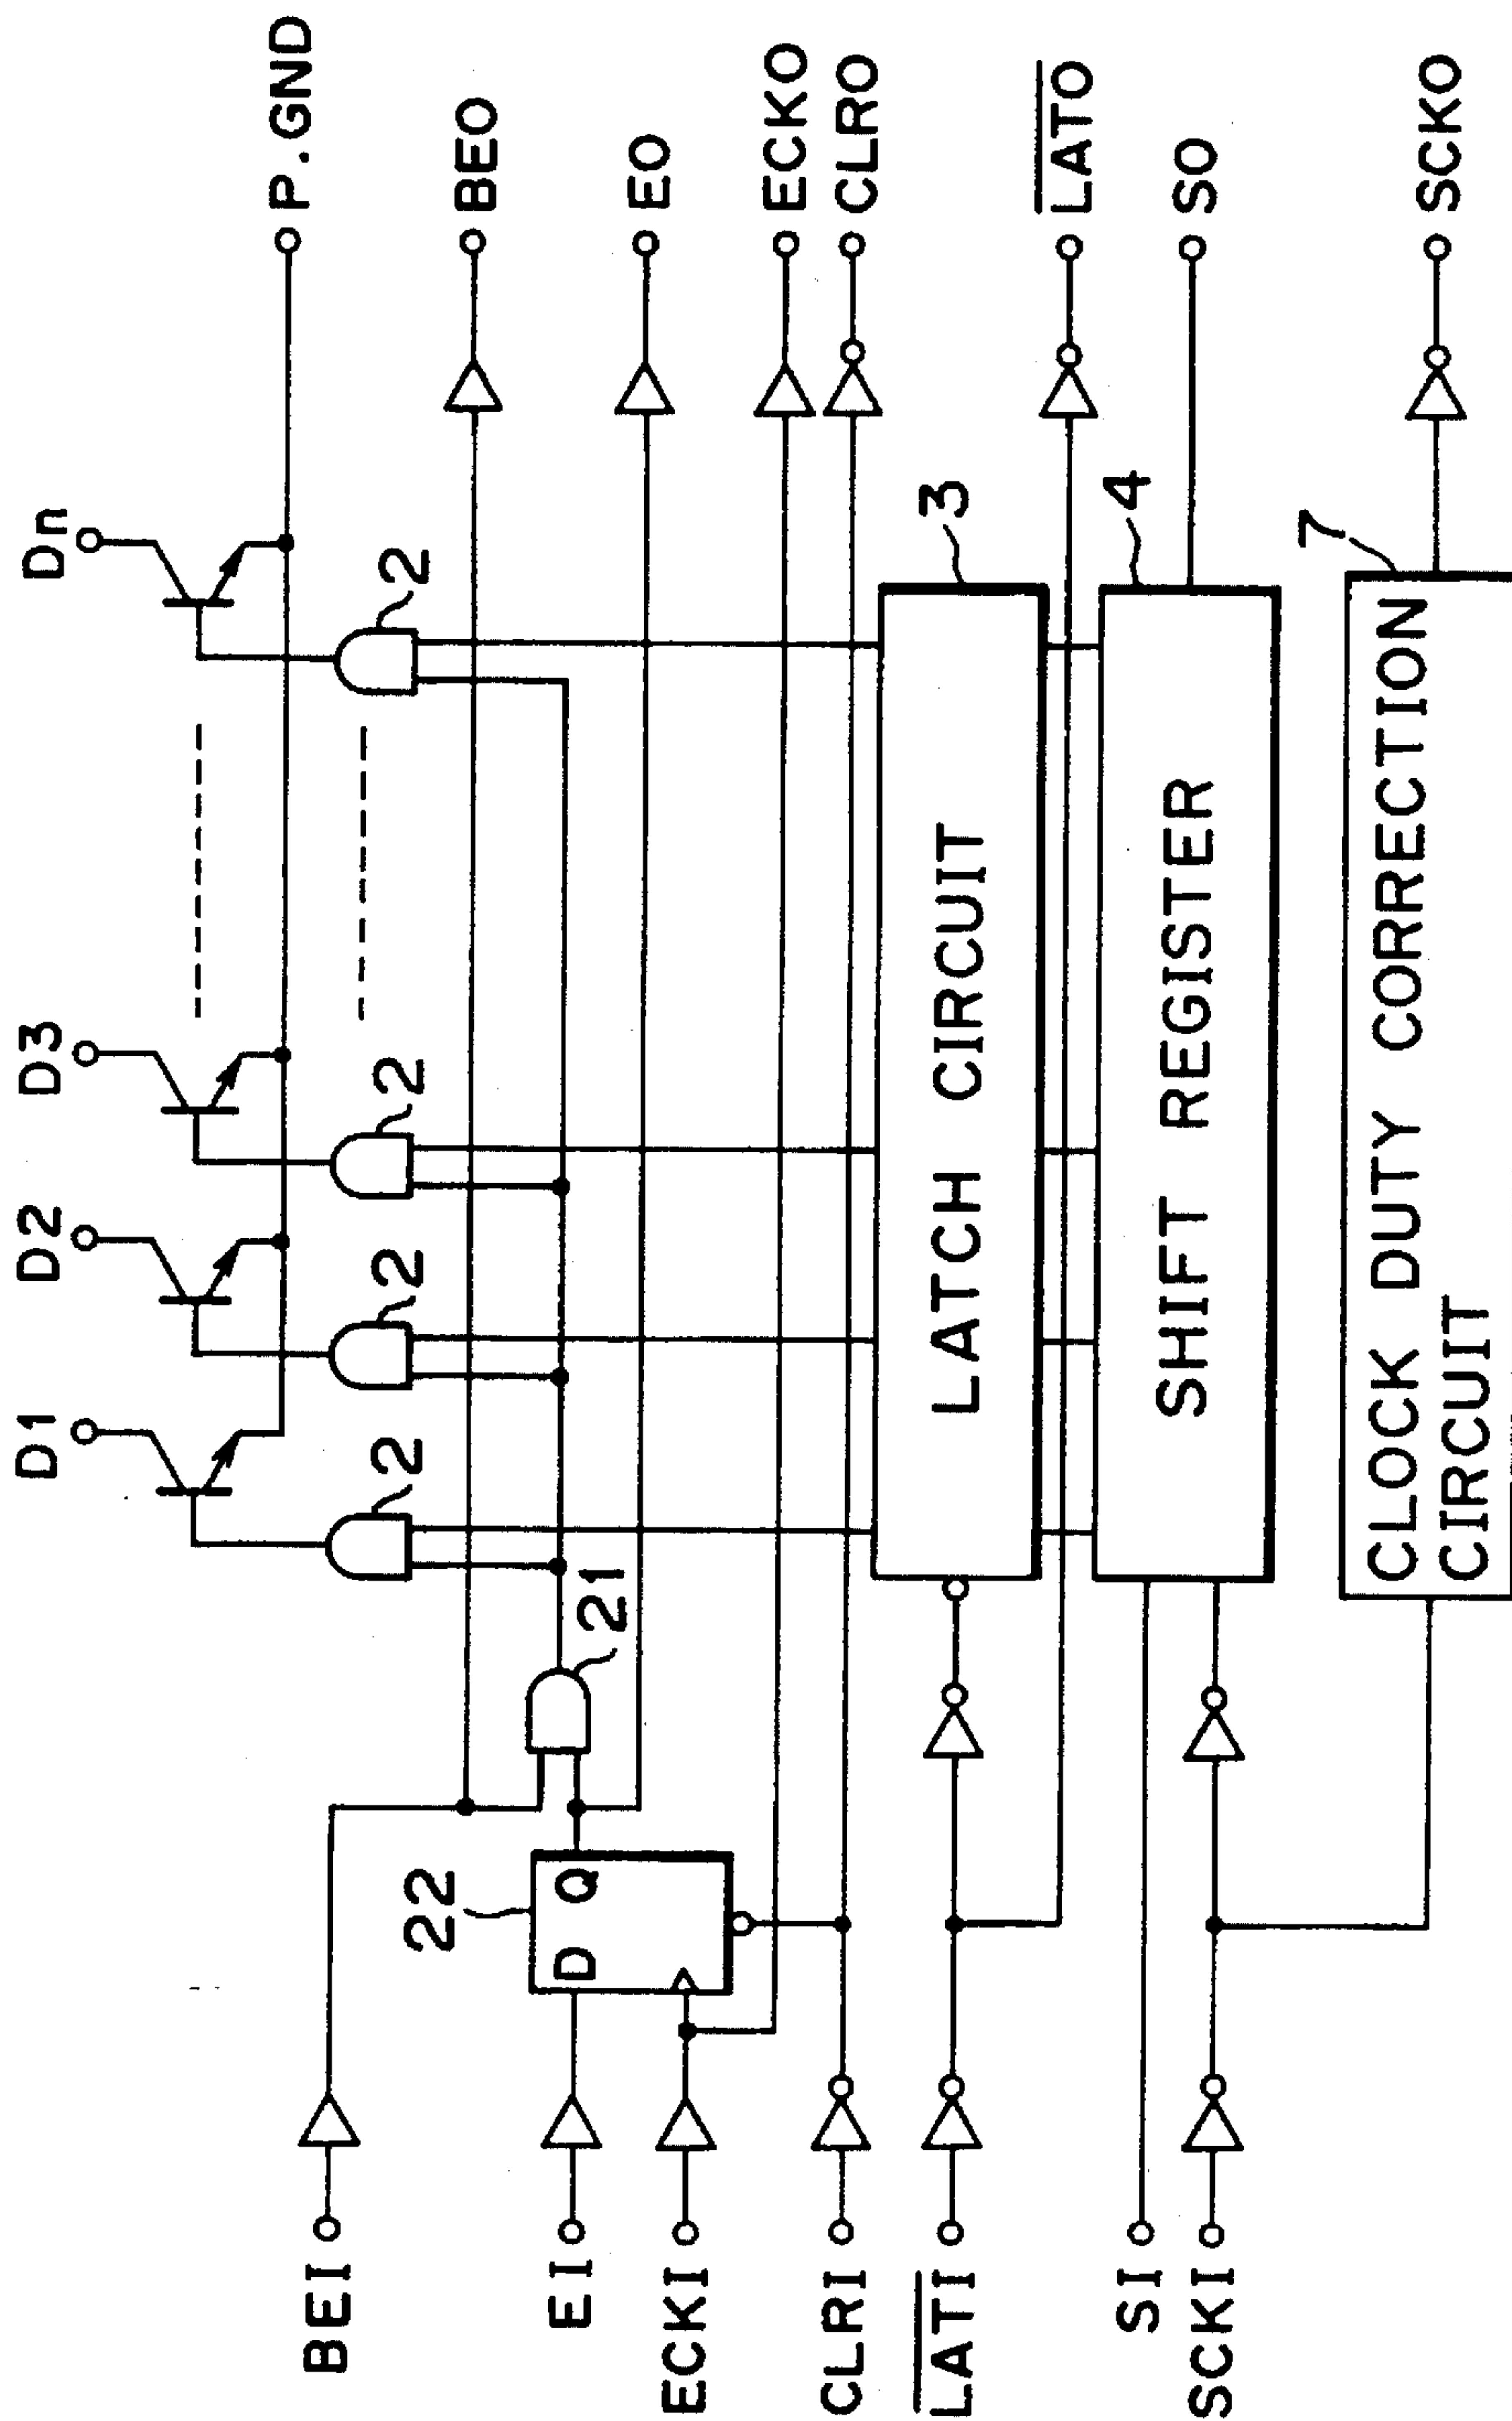 D1
D2
D3
Dn
P.GND
2
2
2
2
BEI
BEO
22
D
Q
21
EI
EO
ECKI
ECKO
CLRI
CLRO
LATCH CIRCUIT
3
LATI
LATO
SHIFT REGISTER
4
SI
SO
SCKI
CLOCK DUTY CORRECTION
CIRCUIT
7
SCKO